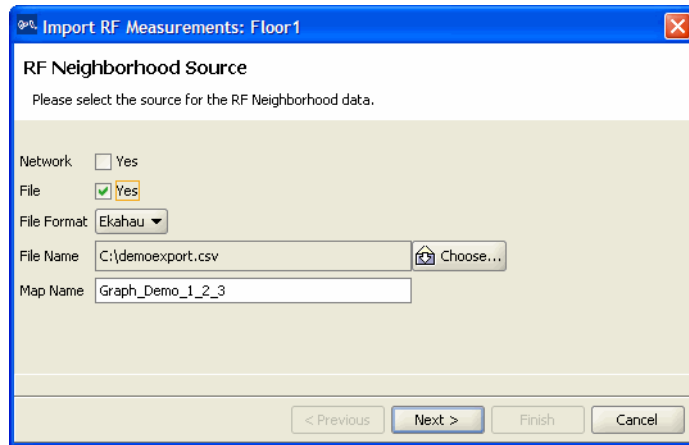 Import RF Measurements: Floor1
RF Neighborhood Source
Please select the source for the RF Neighborhood data.
Network Yes
File Yes
File Format Ekahau
File Name C:\demoexport.csv Choose...
Map Name Graph_Demo_1_2_3
< Previous Next > Finish Cancel